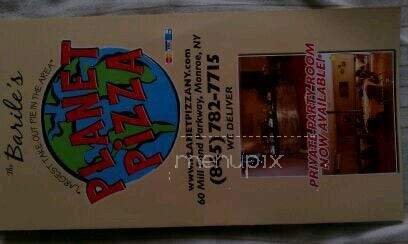 The Barile's
"LARGEST TAKE-OUT PIE IN THE AREA"
PLANET
PIZZA
www.PLANETPIZZANY.com
60 Mill Pond Parkway, Monroe, NY
(845) 782-7715
WE DELIVER
PRIVATE PARTY ROOM
NOW AVAILABLE!
menupix